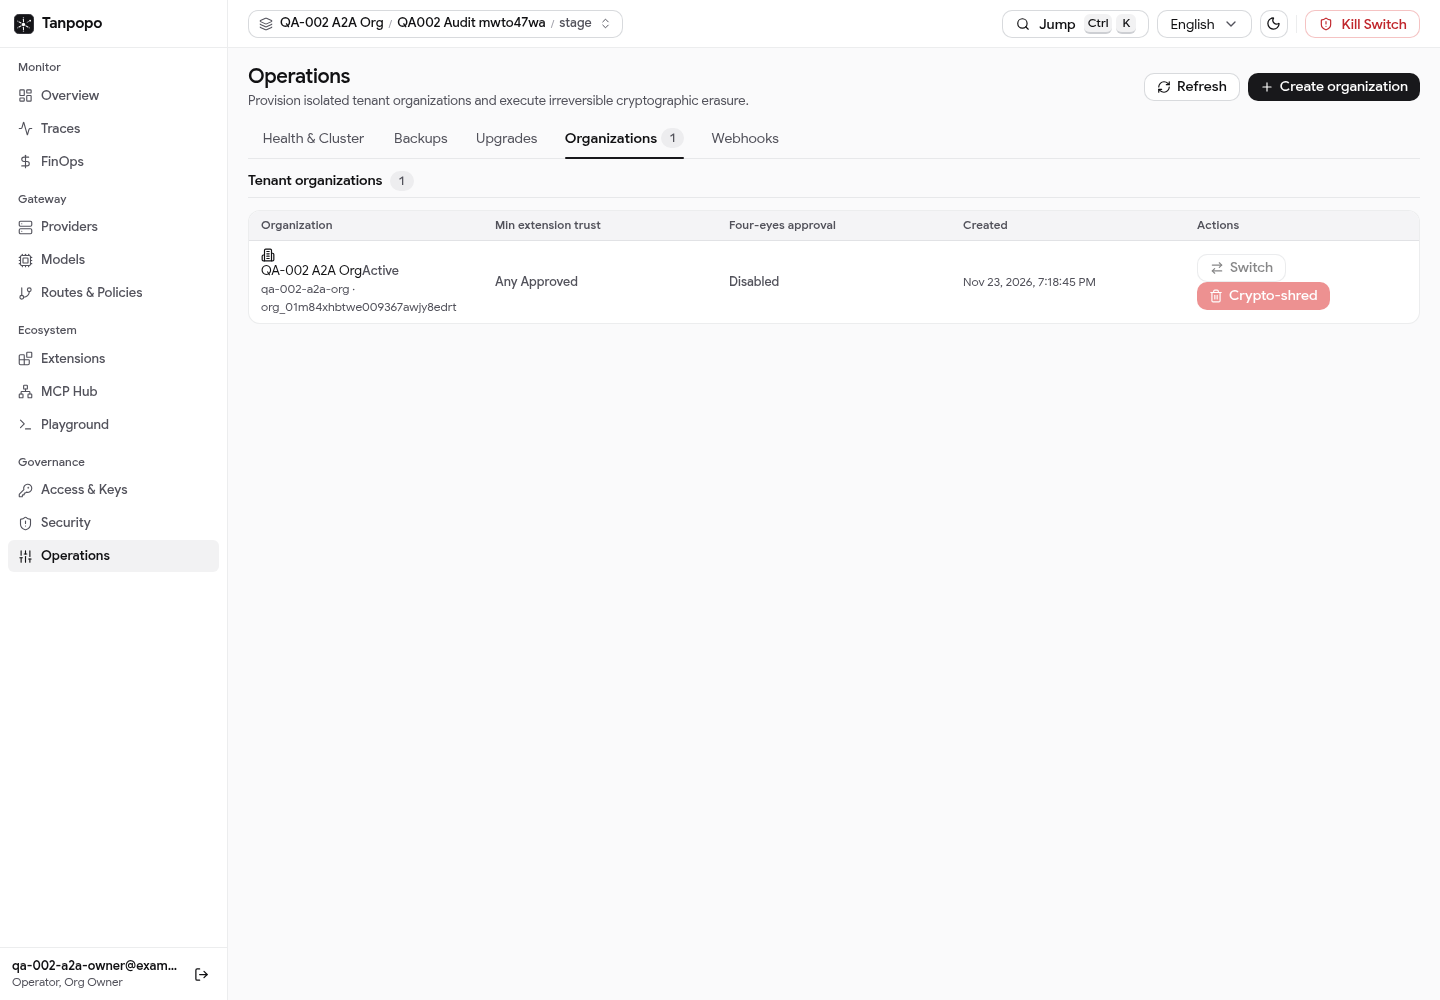 Tanpopo
QA-002 A2A Org / QA002 Audit mwto47wa / stage
Jump Ctrl K
English
Kill Switch
Monitor
Overview
Traces
FinOps
Gateway
Providers
Models
Routes & Policies
Ecosystem
Extensions
MCP Hub
Playground
Governance
Access & Keys
Security
Operations
qa-002-a2a-owner@exam...
Operator, Org Owner
Operations
Provision isolated tenant organizations and execute irreversible cryptographic erasure.
Refresh
Create organization
Health & Cluster Backups Upgrades Organizations 1 Webhooks
Tenant organizations 1
Organization Min extension trust Four-eyes approval Created Actions
QA-002 A2A OrgActive
qa-002-a2a-org ·
org_01m84xhbtwe009367awjy8edrt
Any Approved
Disabled
Nov 23, 2026, 7:18:45 PM
Switch
Crypto-shred